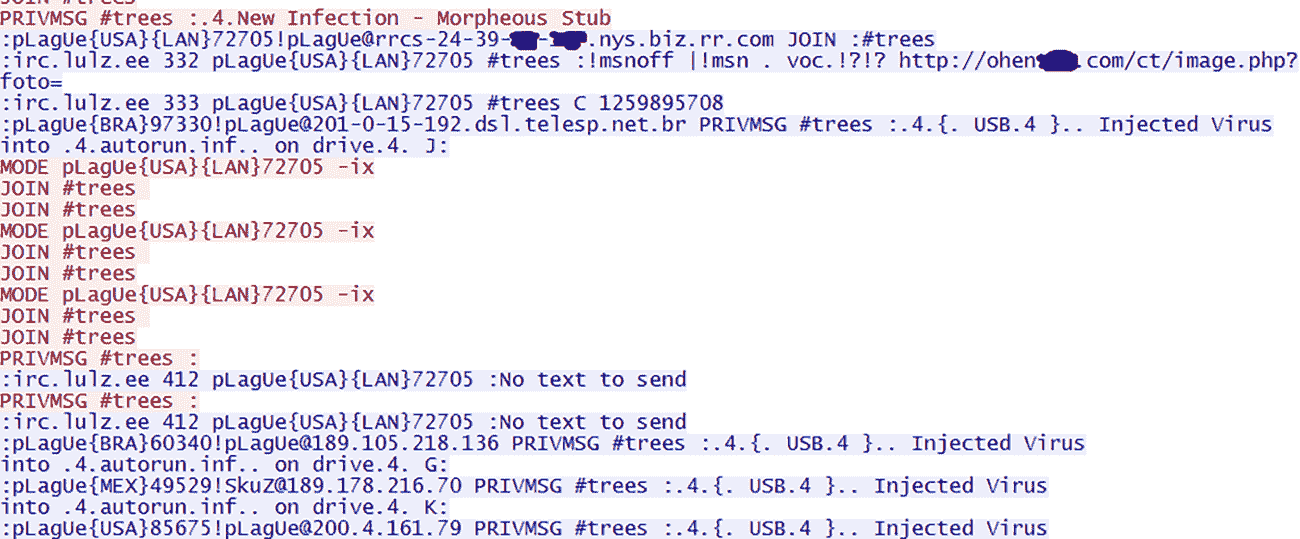 JOIN #trees
PRIVMSG #trees :.4.New Infection - Morpheous Stub
:pLagUe{USA}{LAN}72705!pLagUe@rrcs-24-39- - .nys.biz.rr.com JOIN :#trees
:irc.lulz.ee 332 pLagUe{USA}{LAN}72705 #trees :!msnoff |!msn . voc.!?!? http://ohen .com/ct/image.php?
foto=
:irc.lulz.ee 333 pLagUe{USA}{LAN}72705 #trees C 1259895708
:pLagUe{BRA}97330!pLagUe@201-0-15-192.dsl.telesp.net.br PRIVMSG #trees :.4.{. USB.4 }.. Injected Virus
into .4.autorun.inf.. on drive.4. J:
MODE pLagUe{USA}{LAN}72705 -ix
JOIN #trees
JOIN #trees
MODE pLagUe{USA}{LAN}72705 -ix
JOIN #trees
JOIN #trees
MODE pLagUe{USA}{LAN}72705 -ix
JOIN #trees
JOIN #trees
PRIVMSG #trees :
:irc.lulz.ee 412 pLagUe{USA}{LAN}72705 :No text to send
PRIVMSG #trees :
:irc.lulz.ee 412 pLagUe{USA}{LAN}72705 :No text to send
:pLagUe{BRA}60340!pLagUe@189.105.218.136 PRIVMSG #trees :.4.{. USB.4 }.. Injected Virus
into .4.autorun.inf.. on drive.4. G:
:pLagUe{MEX}49529!SkuZ@189.178.216.70 PRIVMSG #trees :.4.{. USB.4 }.. Injected Virus
into .4.autorun.inf.. on drive.4. K:
:pLagUe{USA}85675!pLagUe@200.4.161.79 PRIVMSG #trees :.4.{. USB.4 }.. Injected Virus